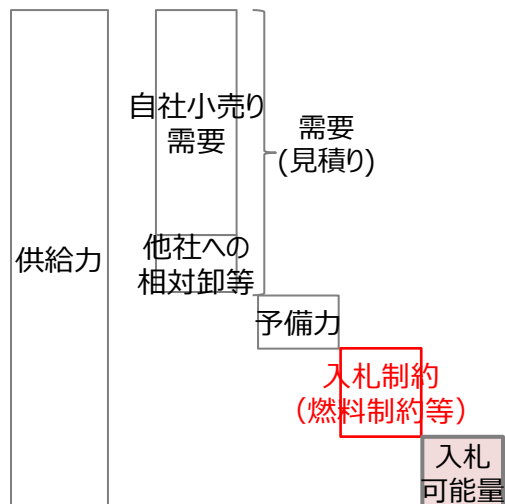 供給力
自社小売り
需要
他社への
相対卸等
需要
(見積り)
予備力
入札制約
（燃料制約等）
入札
可能量